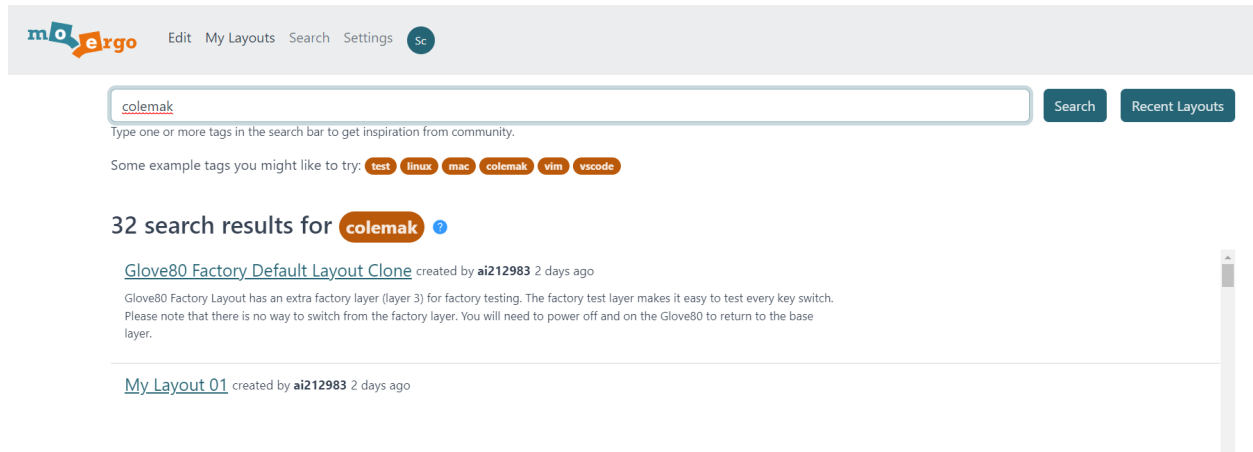 moergo Edit My Layouts Search Settings Sc
colemak Search Recent Layouts
Type one or more tags in the search bar to get inspiration from community.
Some example tags you might like to try: test linux mac colemak vim vscode
32 search results for colemak ?
Glove80 Factory Default Layout Clone created by ai212983 2 days ago
Glove80 Factory Layout has an extra factory layer (layer 3) for factory testing. The factory test layer makes it easy to test every key switch.
Please note that there is no way to switch from the factory layer. You will need to power off and on the Glove80 to return to the base
layer.
My Layout 01 created by ai212983 2 days ago